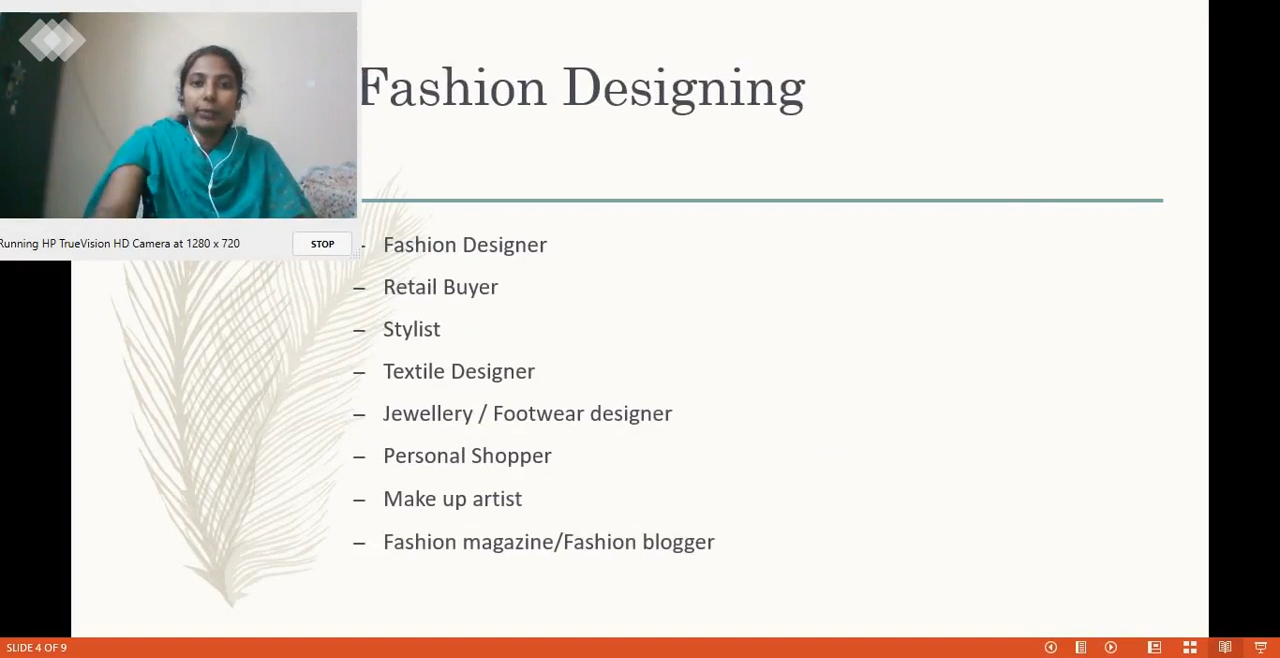 Fashion Designing
Running HP TrueVision HD Camera at 1280 x 720
STOP
- Fashion Designer
– Retail Buyer
– Stylist
– Textile Designer
– Jewellery / Footwear designer
– Personal Shopper
– Make up artist
– Fashion magazine/Fashion blogger
SLIDE 4 OF 9